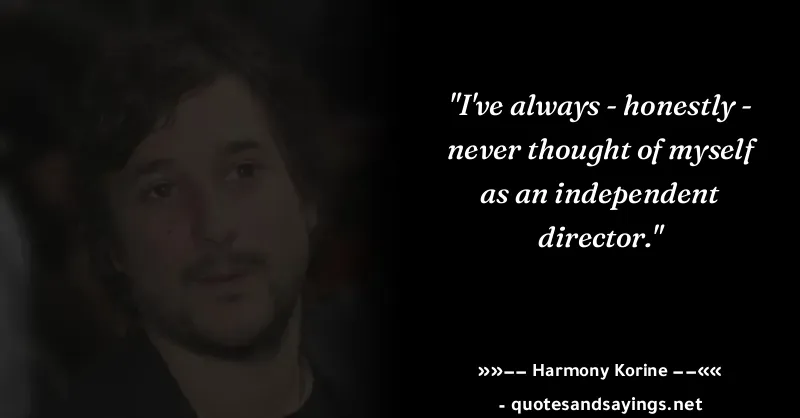 "I've always - honestly -
never thought of myself
as an independent
director."
»»–– Harmony Korine ––««
- quotesandsayings.net